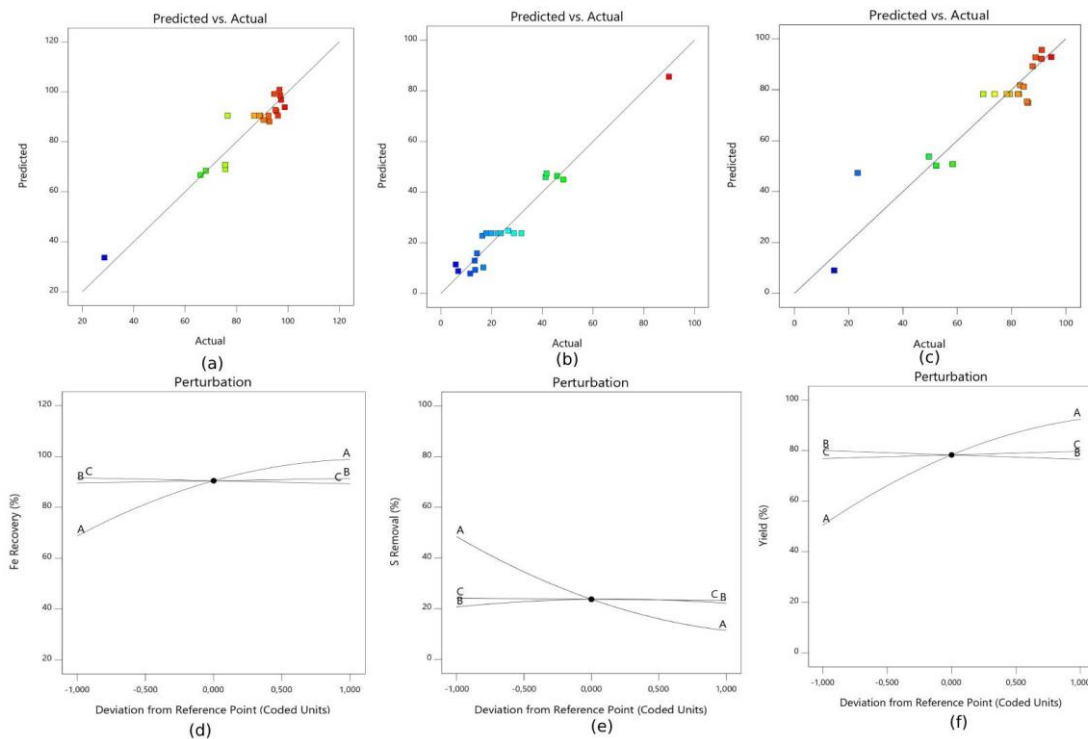 Predicted vs. Actual
120
100
80
60
40
20
Predicted
20 40 60 80 100 120
Actual
(a)
Predicted vs. Actual
100
80
60
40
20
0
Predicted
0 20 40 60 80 100
Actual
(b)
Predicted vs. Actual
100
80
60
40
20
0
Predicted
0 20 40 60 80 100
Actual
(c)
Perturbation
120
100
80
60
40
20
Fe Recovery (%)
A
B C C B
A
-1,000 -0,500 0,000 0,500 1,000
Deviation from Reference Point (Coded Units)
(d)
Perturbation
100
80
60
40
20
0
S Removal (%)
A
C C B
B
A
-1,000 -0,500 0,000 0,500 1,000
Deviation from Reference Point (Coded Units)
(e)
Perturbation
100
80
60
40
20
0
Yield (%)
A
B C
C B
A
-1,000 -0,500 0,000 0,500 1,000
Deviation from Reference Point (Coded Units)
(f)